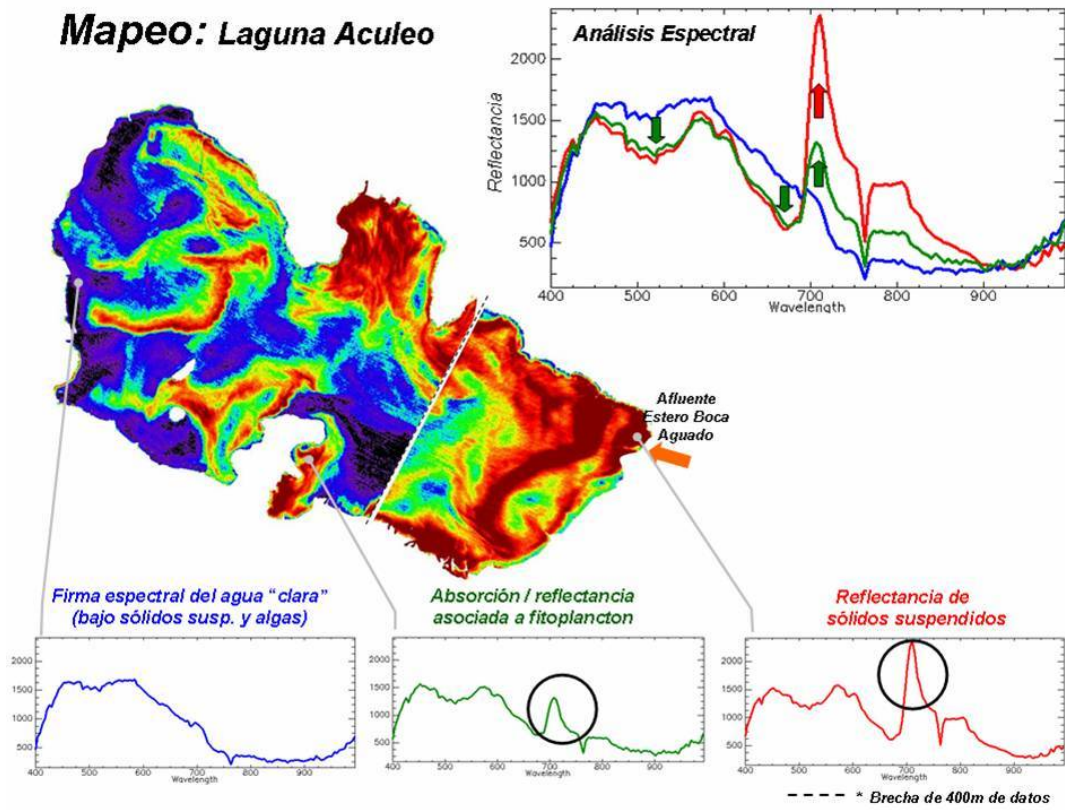 Mapeo: Laguna Aculeo
Análisis Espectral
Reflectancia
2000
1500
1000
500
400
500
600
700
800
900
Wavelength
Afluente
Estero Boca
Aguado
Firma espectral del agua "clara"
(bajo sólidos susp. y algas)
2000
1500
1000
500
400
500
600
700
800
900
Wavelength
Absorción / reflectancia
asociada a fitoplancton
2000
1500
1000
500
400
500
600
700
800
900
Wavelength
Reflectancia de
sólidos suspendidos
2000
1500
1000
500
400
500
600
700
800
900
Wavelength
* Brecha de 400m de datos